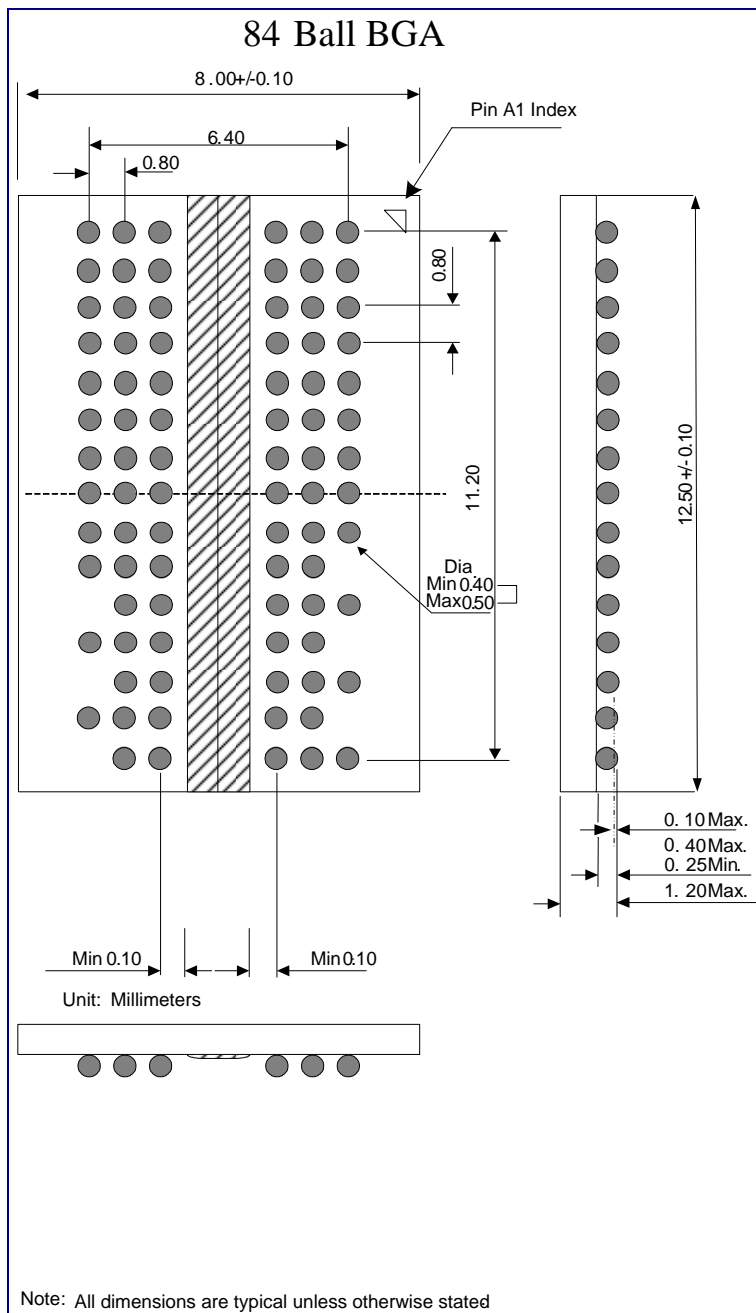 84 Ball BGA
8.00+/-0.10
Pin A1 Index
6.40
0.80
0.80
11.20
12.50 +/- 0.10
Dia
Min 0.40
Max 0.50
0.10 Max.
0.40 Max.
0.25 Min.
1.20 Max.
Min 0.10
Min 0.10
Unit: Millimeters
Note: All dimensions are typical unless otherwise stated